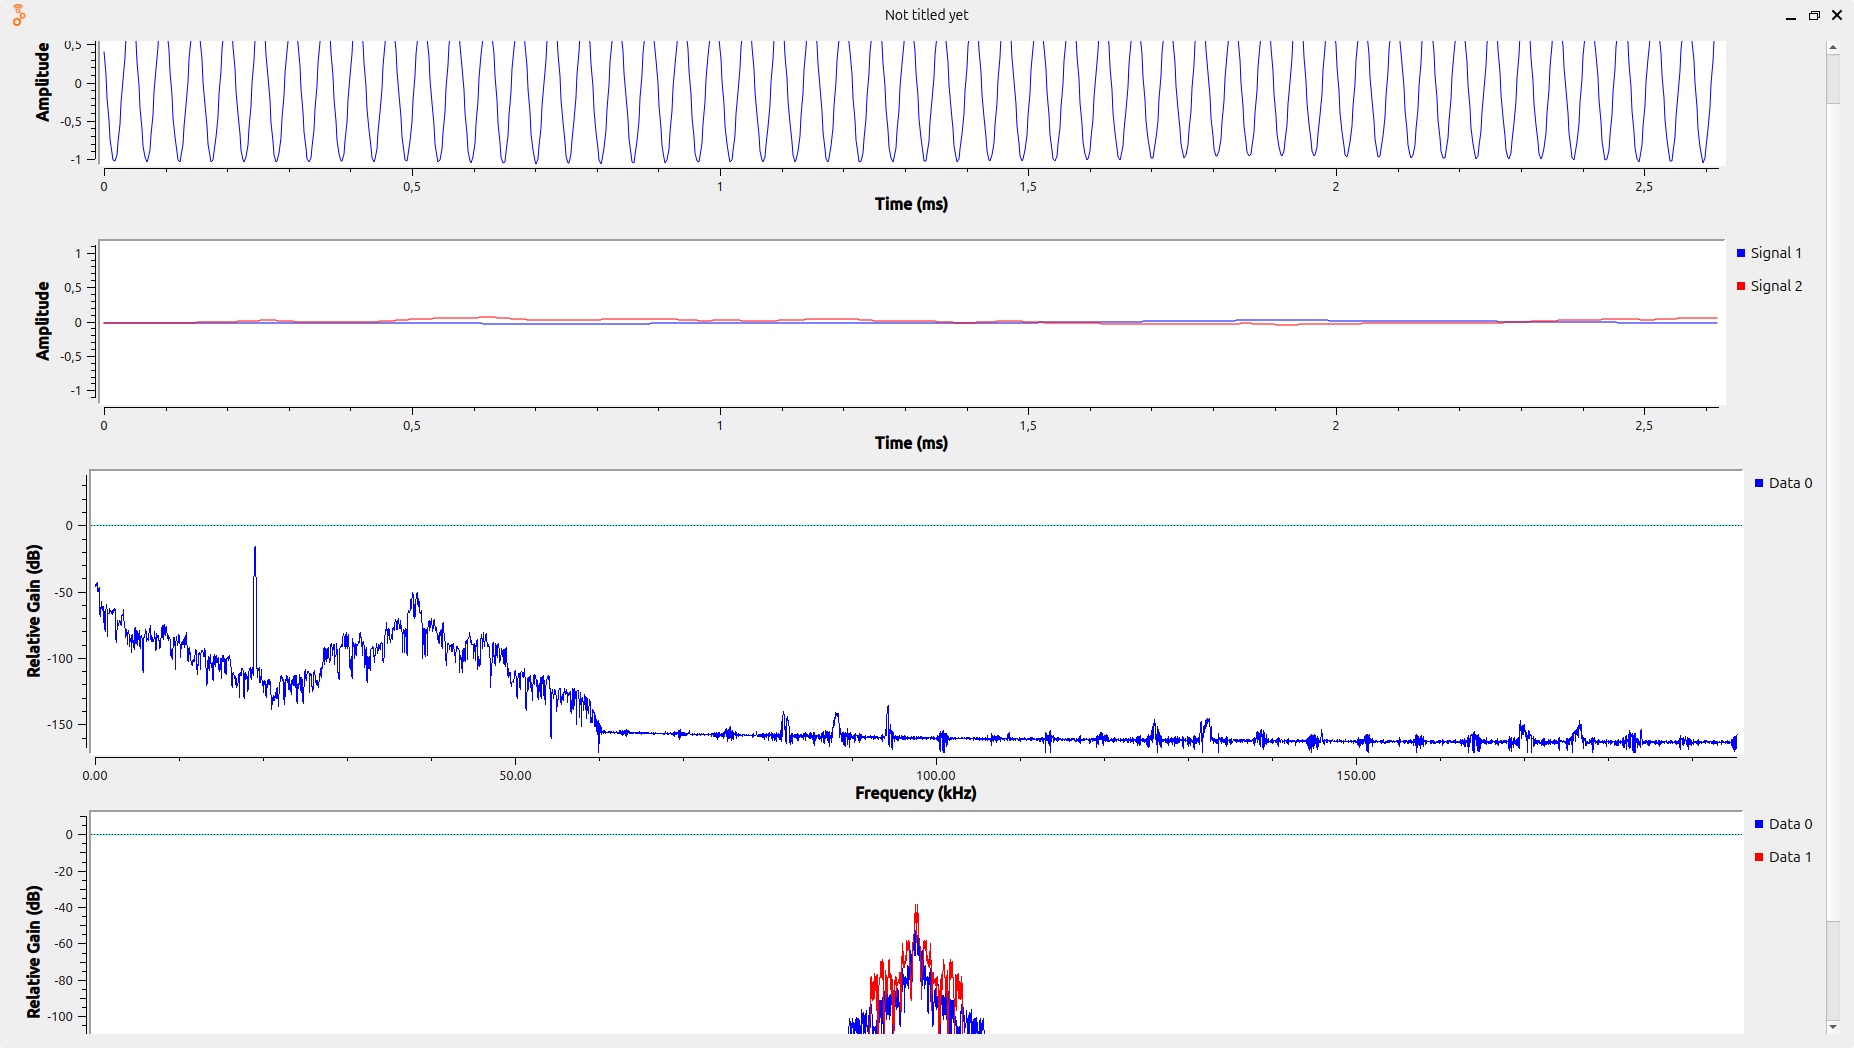 Not titled yet
Amplitude
0,5
0
-0,5
-1
0 0,5 1 1,5 2 2,5
Time (ms)
Amplitude
1
0,5
0
-0,5
-1
Signal 1
Signal 2
0 0,5 1 1,5 2 2,5
Time (ms)
Relative Gain (dB)
0
-50
-100
-150
Data 0
0.00 50.00 100.00 150.00
Frequency (kHz)
Relative Gain (dB)
0
-20
-40
-60
-80
-100
Data 0
Data 1